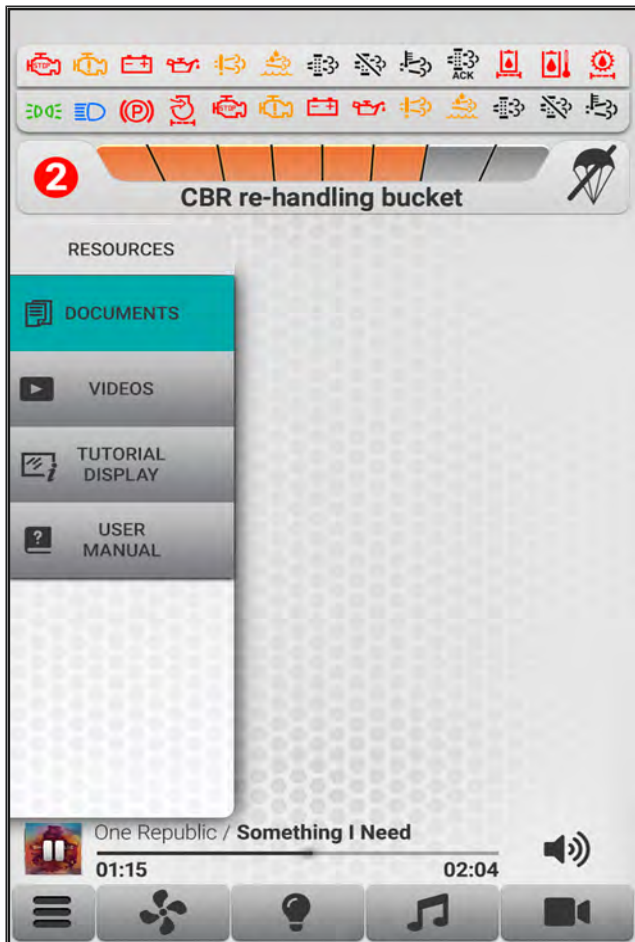 STOP
ACK
P
STOP
2
CBR re-handling bucket
RESOURCES
DOCUMENTS
VIDEOS
TUTORIAL
DISPLAY
USER
MANUAL
One Republic / Something I Need
01:15
02:04